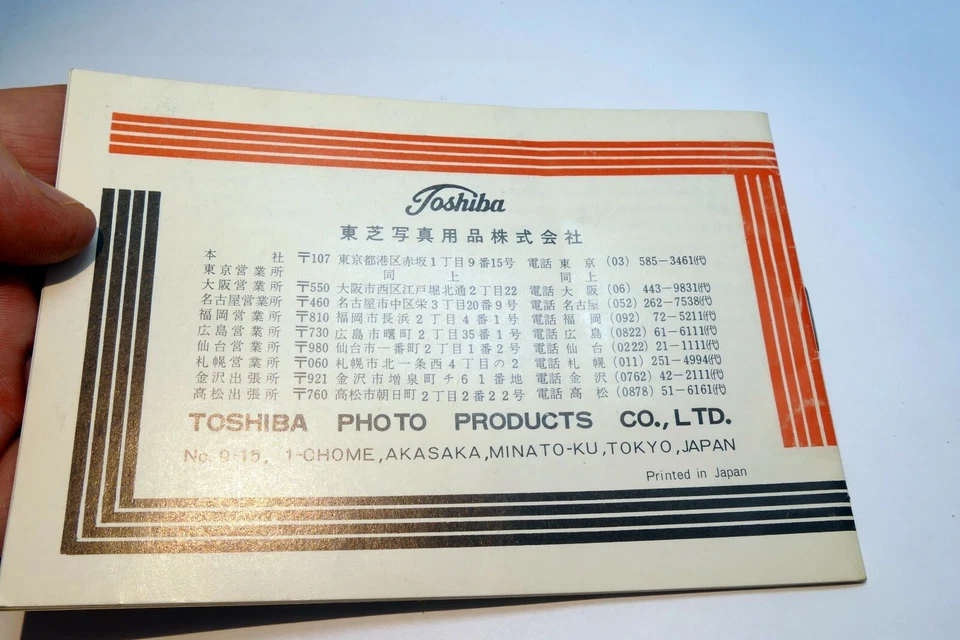 Toshiba
東芝写真用品株式会社
本 社 〒107 東京都港区赤坂1丁目9番15号 電話 東 京 (03) 585-3461(代)
東京営業所 同 上 同 上
大阪営業所 〒550 大阪市西区江戸堀北通2丁目22 電話 大 阪 (06) 443-9831(代)
名古屋営業所 〒460 名古屋市中区栄3丁目20番9号 電話 名古屋 (052) 262-7538(代)
福岡営業所 〒810 福岡市長浜2丁目4番1号 電話 福 岡 (092) 72-5211(代)
広島営業所 〒730 広島市曙町2丁目35番1号 電話 広 島 (0822) 61-6111(代)
仙台営業所 〒980 仙台市一番町2丁目1番2号 電話 仙 台 (0222) 21-1111(代)
札幌営業所 〒060 札幌市北一条西4丁目の2 電話 札 幌 (011) 251-4994(代)
金沢出張所 〒921 金沢市増泉町チ61番地 電話 金 沢 (0762) 42-2111(代)
高松出張所 〒760 高松市朝日町2丁目2番22号 電話 高 松 (0878) 51-6161(代)
TOSHIBA PHOTO PRODUCTS CO., LTD.
No. 9-15, 1-CHOME, AKASAKA, MINATO-KU, TOKYO, JAPAN
Printed in Japan